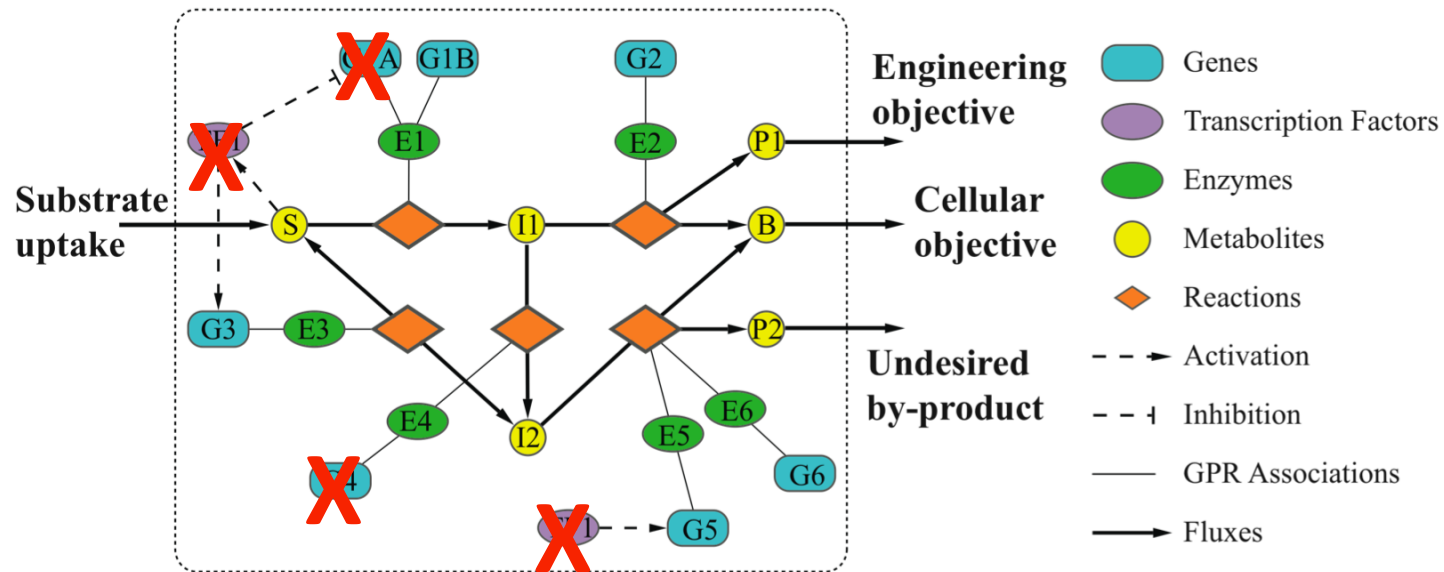 G1B
G2
Engineering
objective
Genes
E1
E2
P1
Transcription Factors
Substrate
uptake
S
I1
B
Cellular
objective
Enzymes
Metabolites
G3
E3
P2
Reactions
Undesired
by-product
Activation
E4
I2
E5
E6
Inhibition
G6
GPR Associations
G5
Fluxes